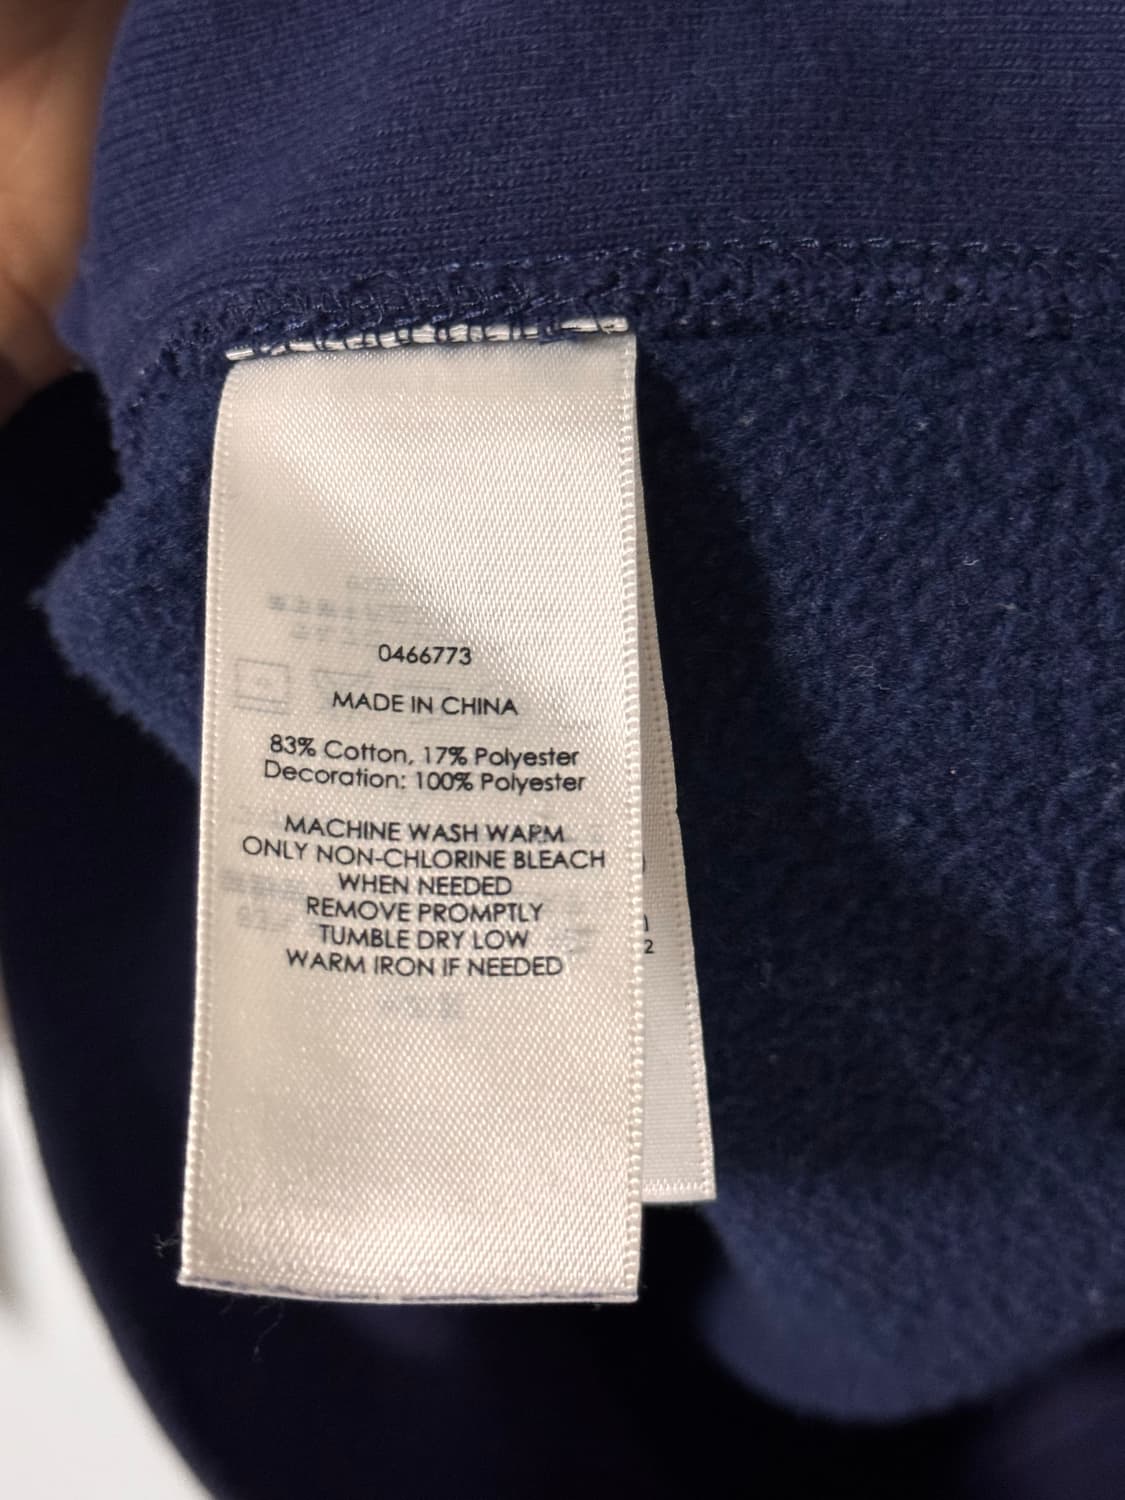 0466773
MADE IN CHINA
83% Cotton, 17% Polyester
Decoration: 100% Polyester
MACHINE WASH WARM
ONLY NON-CHLORINE BLEACH
WHEN NEEDED
REMOVE PROMPTLY
TUMBLE DRY LOW
WARM IRON IF NEEDED
2